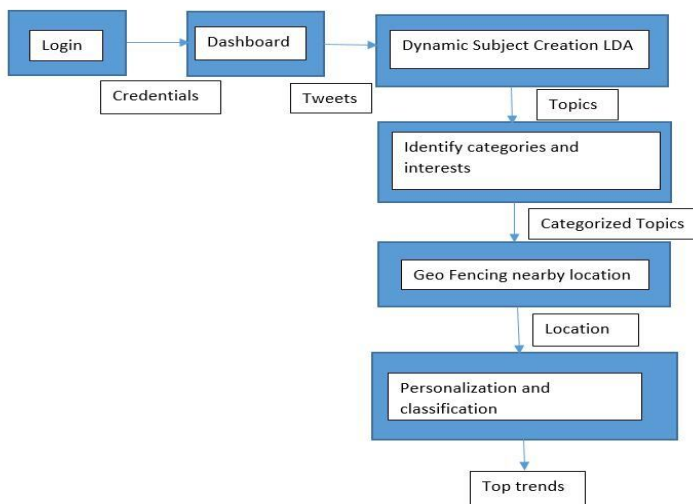 Login
Dashboard
Dynamic Subject Creation LDA
Credentials
Tweets
Topics
Identify categories and
interests
Categorized Topics
Geo Fencing nearby location
Location
Personalization and
classification
Top trends